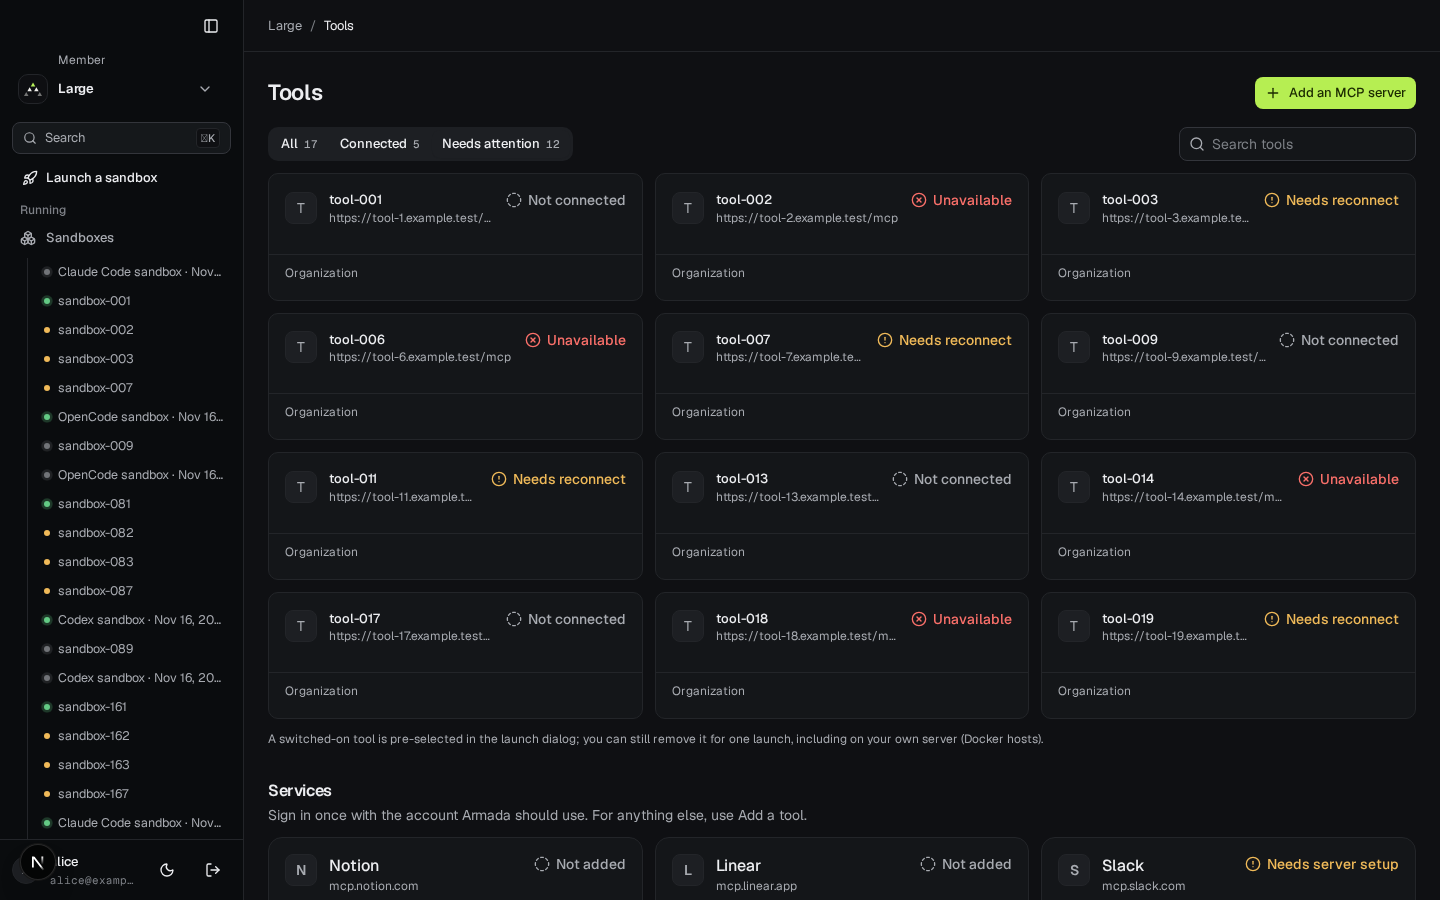 Member
Large
Search
K
Launch a sandbox
Running
Sandboxes
Claude Code sandbox · Nov…
sandbox-001
sandbox-002
sandbox-003
sandbox-007
OpenCode sandbox · Nov 16…
sandbox-009
OpenCode sandbox · Nov 16…
sandbox-081
sandbox-082
sandbox-083
sandbox-087
Codex sandbox · Nov 16, 20…
sandbox-089
Codex sandbox · Nov 16, 20…
sandbox-161
sandbox-162
sandbox-163
sandbox-167
Claude Code sandbox · Nov…
N
lice
alice@examp…
Large / Tools
Tools
Add an MCP server
All 17 Connected 5 Needs attention 12
Search tools
T
tool-001
Not connected
https://tool-1.example.test/…
Organization
T
tool-002
Unavailable
https://tool-2.example.test/mcp
Organization
T
tool-003
Needs reconnect
https://tool-3.example.te…
Organization
T
tool-006
Unavailable
https://tool-6.example.test/mcp
Organization
T
tool-007
Needs reconnect
https://tool-7.example.te…
Organization
T
tool-009
Not connected
https://tool-9.example.test/…
Organization
T
tool-011
Needs reconnect
https://tool-11.example.t…
Organization
T
tool-013
Not connected
https://tool-13.example.test…
Organization
T
tool-014
Unavailable
https://tool-14.example.test/m…
Organization
T
tool-017
Not connected
https://tool-17.example.test…
Organization
T
tool-018
Unavailable
https://tool-18.example.test/m…
Organization
T
tool-019
Needs reconnect
https://tool-19.example.t…
Organization
A switched-on tool is pre-selected in the launch dialog; you can still remove it for one launch, including on your own server (Docker hosts).
Services
Sign in once with the account Armada should use. For anything else, use Add a tool.
N
Notion
Not added
mcp.notion.com
L
Linear
Not added
mcp.linear.app
S
Slack
Needs server setup
mcp.slack.com